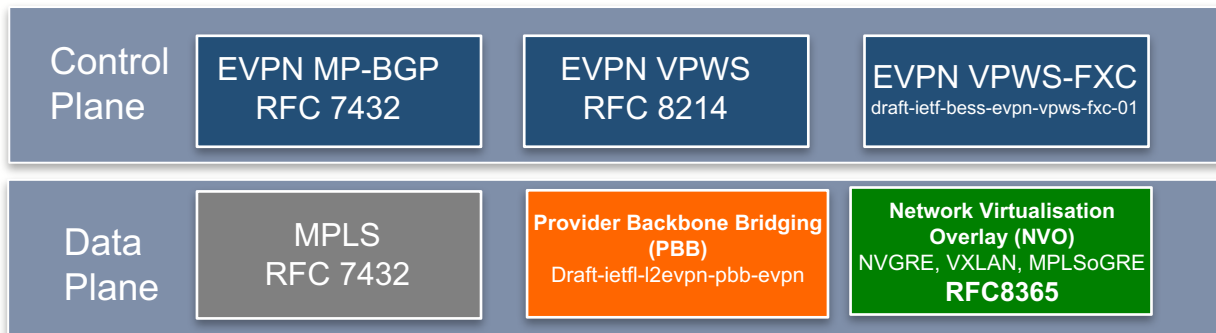 Control
Plane
EVPN MP-BGP
RFC 7432
EVPN VPWS
RFC 8214
EVPN VPWS-FXC
draft-ietf-bess-evpn-vpws-fxc-01
Data
Plane
MPLS
RFC 7432
Provider Backbone Bridging
(PBB)
Draft-ietfl-l2evpn-pbb-evpn
Network Virtualisation
Overlay (NVO)
NVGRE, VXLAN, MPLSoGRE
RFC8365